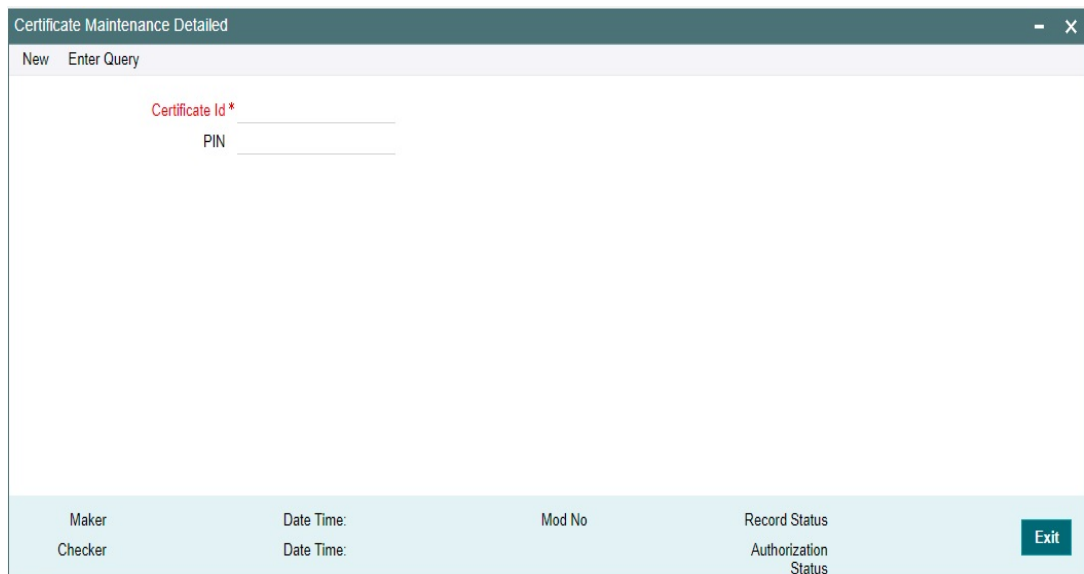 Certificate Maintenance Detailed
New Enter Query
Certificate Id *
PIN
Maker Date Time: Mod No Record Status
Exit
Checker Date Time: Authorization
Status